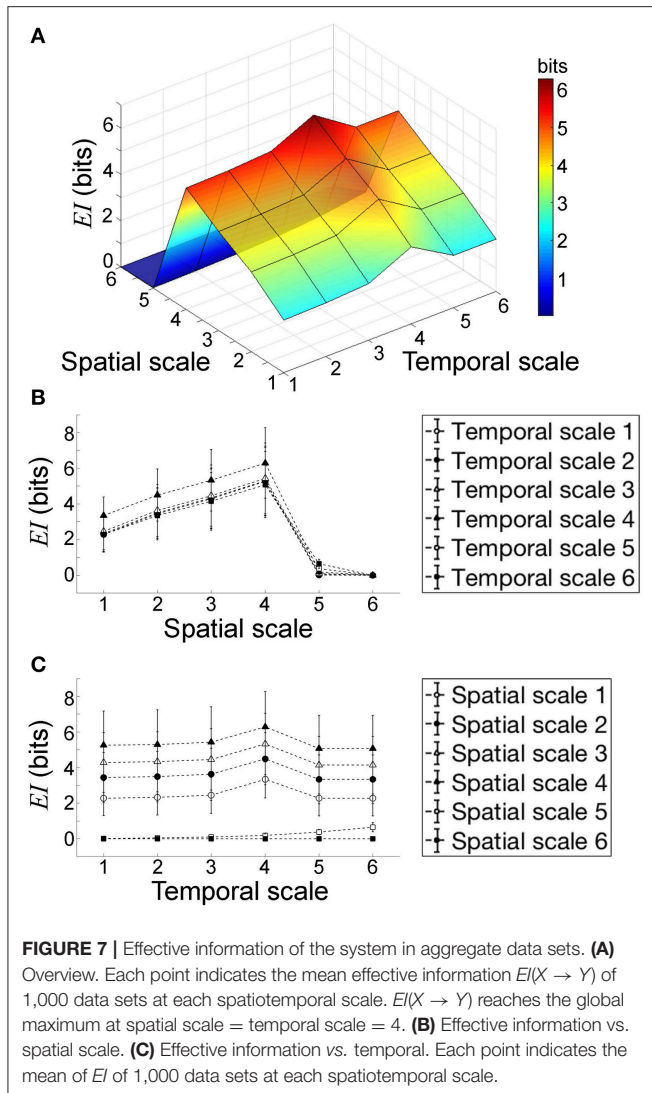 A
bits
6
5
4
3
2
1
EI (bits)
6
4
2
0
6
5
4
3
2
1
Spatial scale
1
2
3
4
5
6
Temporal scale
B
EI (bits)
8
6
4
2
0
1 2 3 4 5 6
Spatial scale
Temporal scale 1
Temporal scale 2
Temporal scale 3
Temporal scale 4
Temporal scale 5
Temporal scale 6
C
EI (bits)
8
6
4
2
0
1 2 3 4 5 6
Temporal scale
Spatial scale 1
Spatial scale 2
Spatial scale 3
Spatial scale 4
Spatial scale 5
Spatial scale 6
FIGURE 7 | Effective information of the system in aggregate data sets. (A)
Overview. Each point indicates the mean effective information EI(X → Y) of
1,000 data sets at each spatiotemporal scale. EI(X → Y) reaches the global
maximum at spatial scale = temporal scale = 4. (B) Effective information vs.
spatial scale. (C) Effective information vs. temporal. Each point indicates the
mean of EI of 1,000 data sets at each spatiotemporal scale.